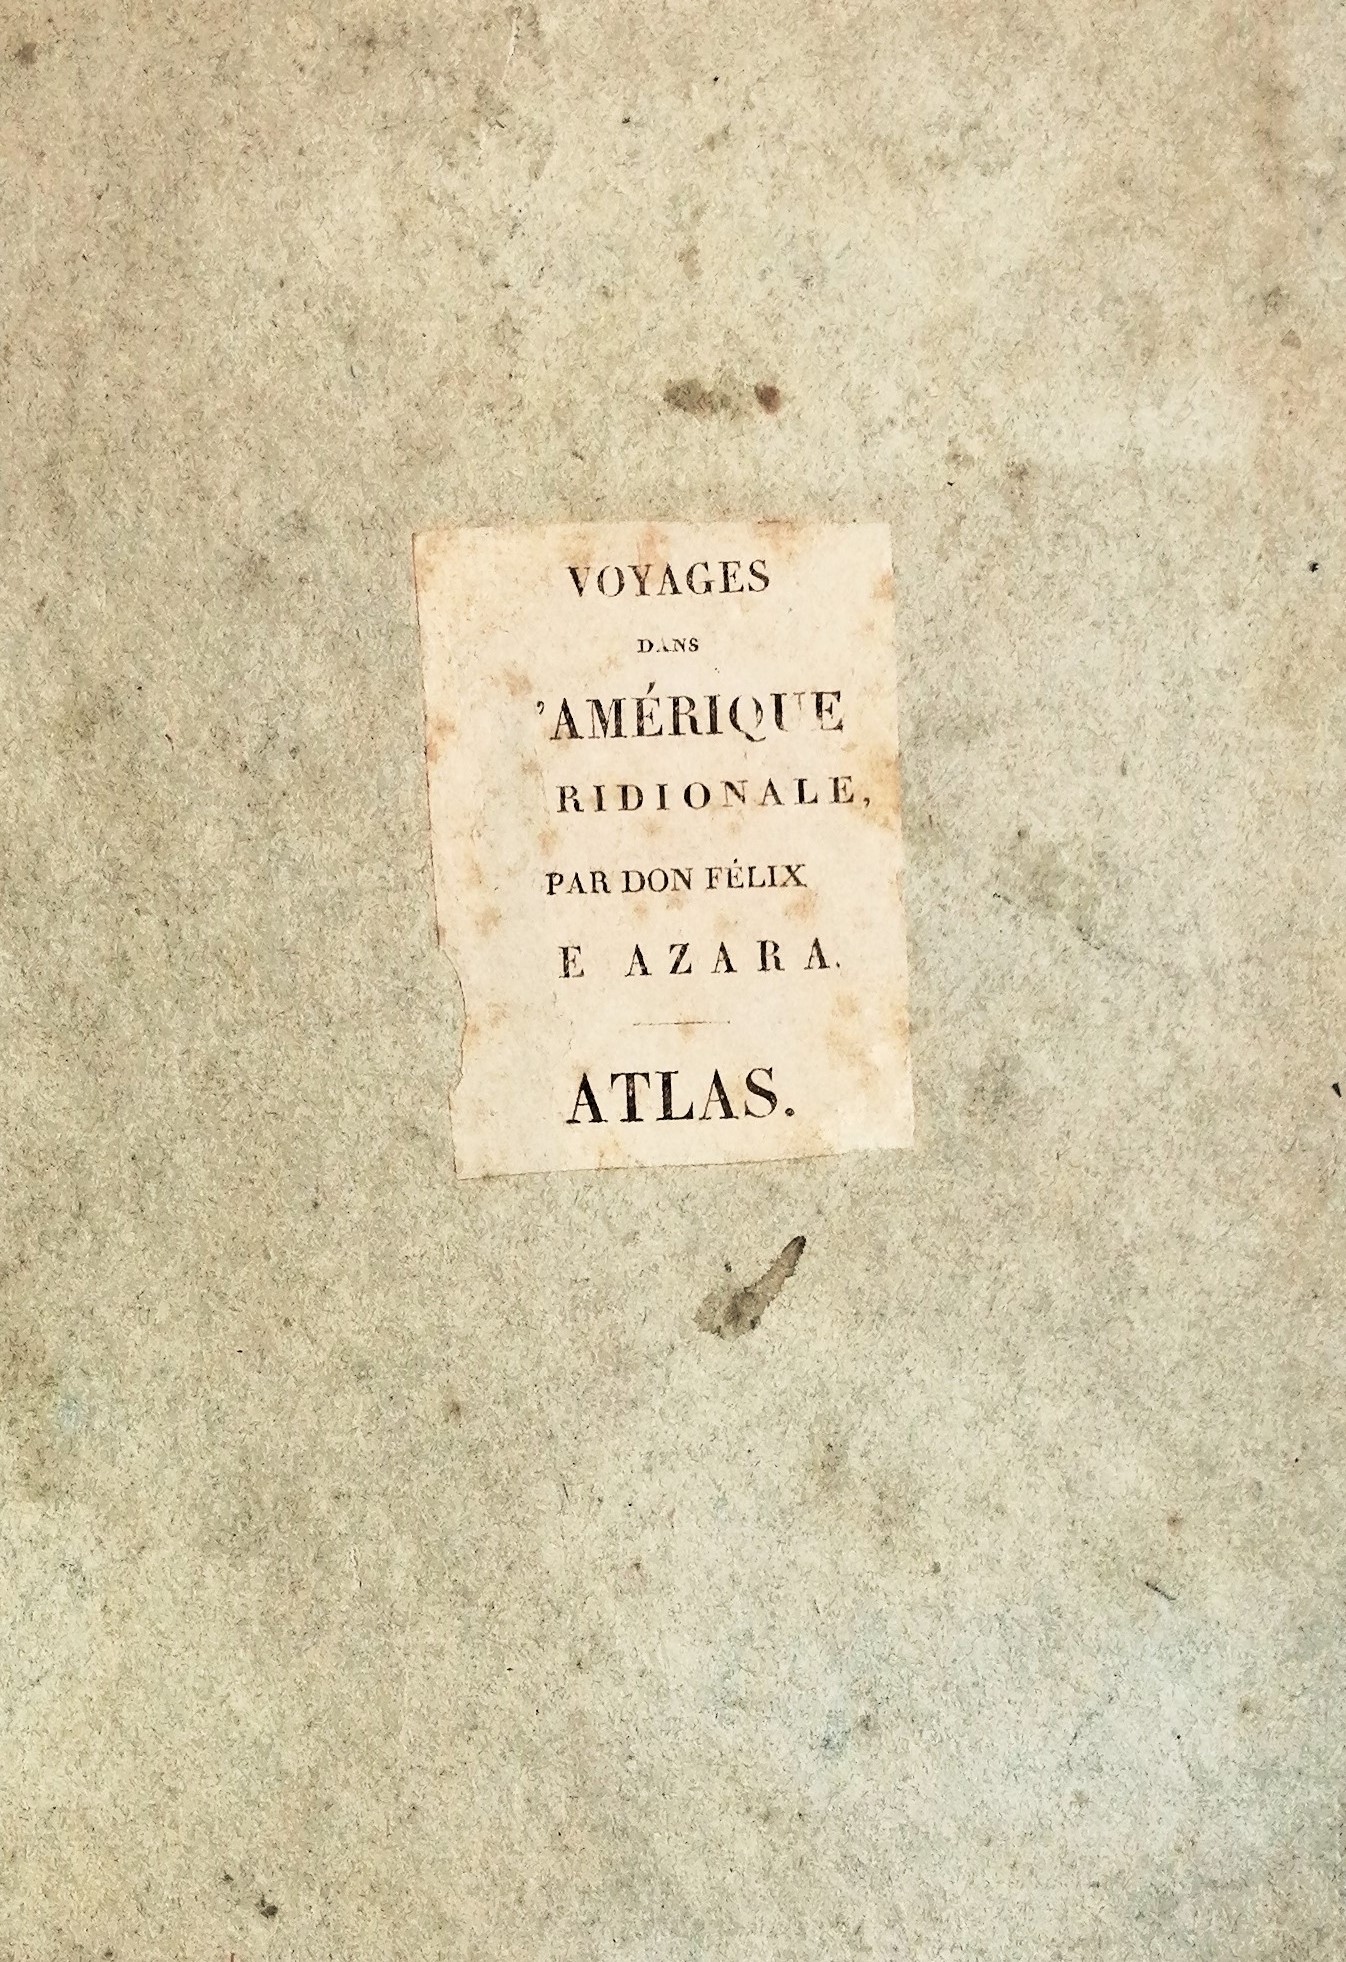 VOYAGES
DANS
'AMÉRIQUE
RIDIONALE,
PAR DON FÉLIX
E AZARA.
ATLAS.